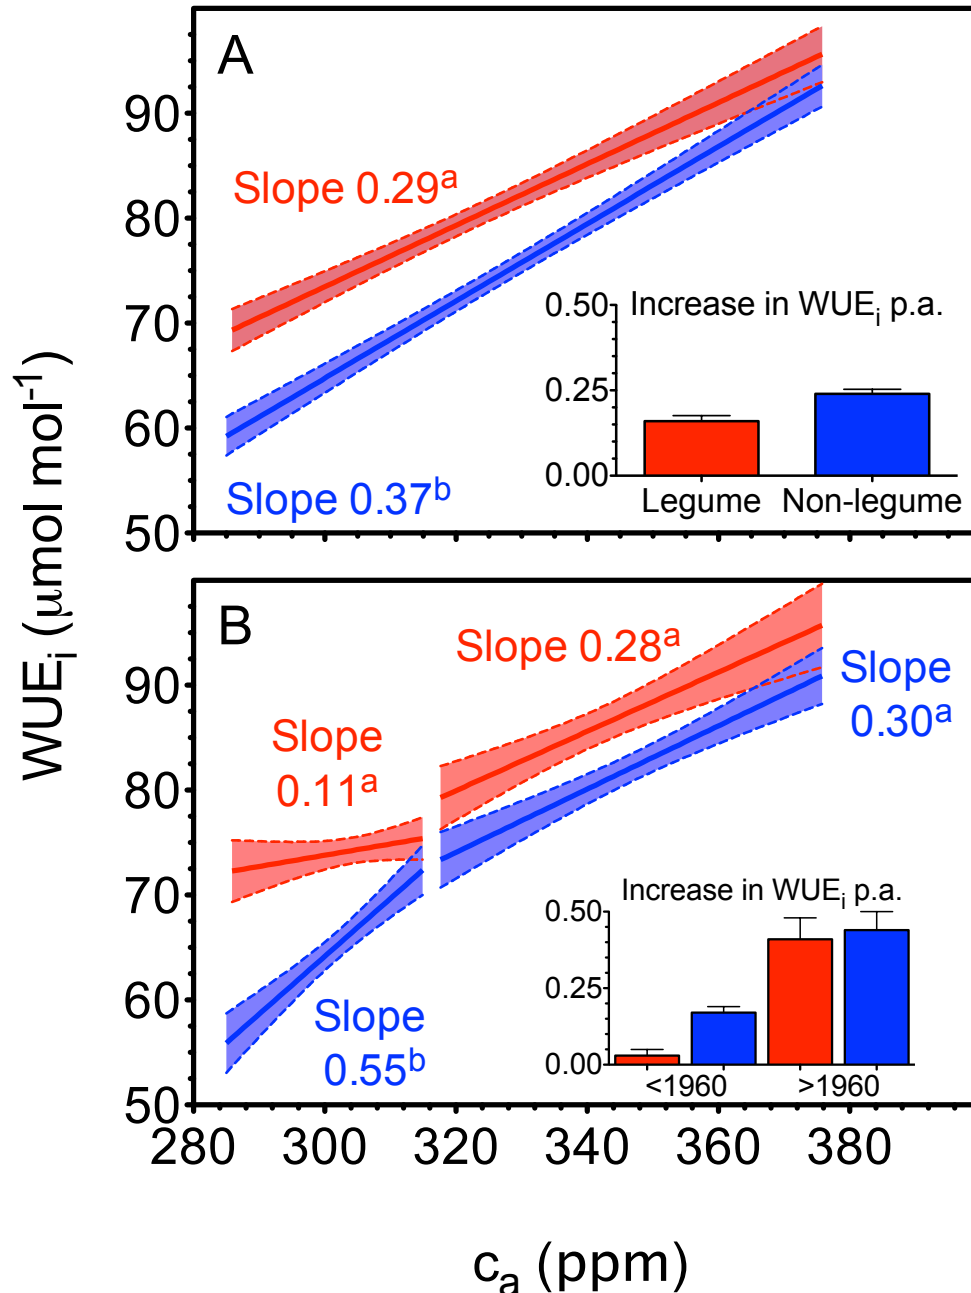 A
90
80
70
60
50
Slope 0.29ᵃ
Slope 0.37ᵇ
0.50
Increase in WUEᵢ p.a.
0.25
0.00
Legume Non-legume
WUEᵢ (μmol mol⁻¹)
B
90
80
70
60
50
Slope 0.28ᵃ
Slope
0.30ᵃ
Slope
0.11ᵃ
Slope
0.55ᵇ
Increase in WUEᵢ p.a.
0.50
0.25
0.00
<1960 >1960
280 300 320 340 360 380
cₐ (ppm)